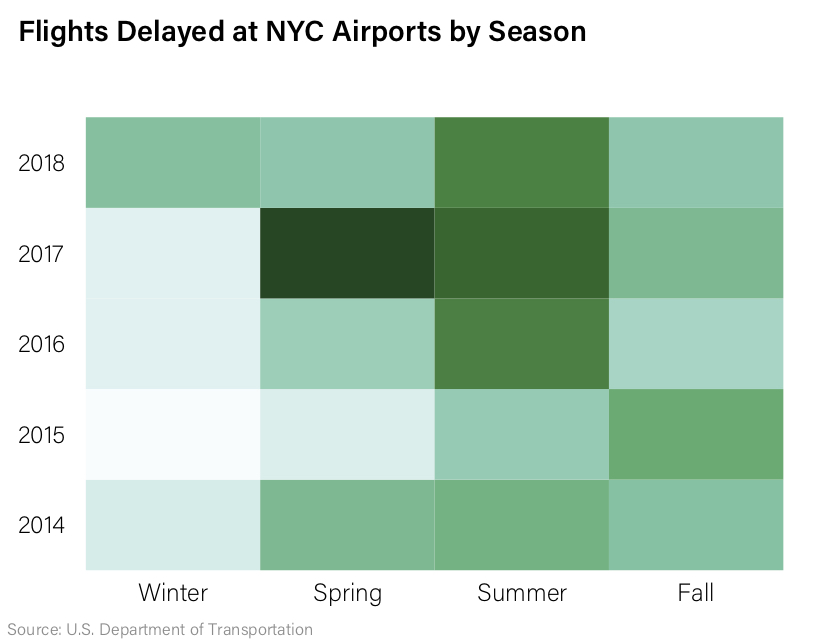 Flights Delayed at NYC Airports by Season
2018
2017
2016
2015
2014
Winter Spring Summer Fall
Source: U.S. Department of Transportation